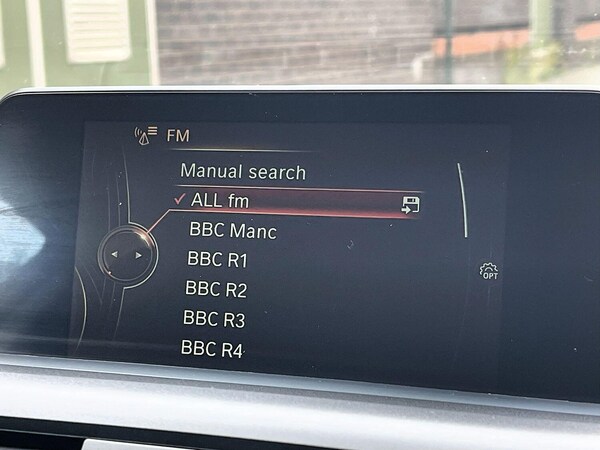 FM
Manual search
ALL fm
BBC Manc
BBC R1
BBC R2
OPT
BBC R3
BBC R4